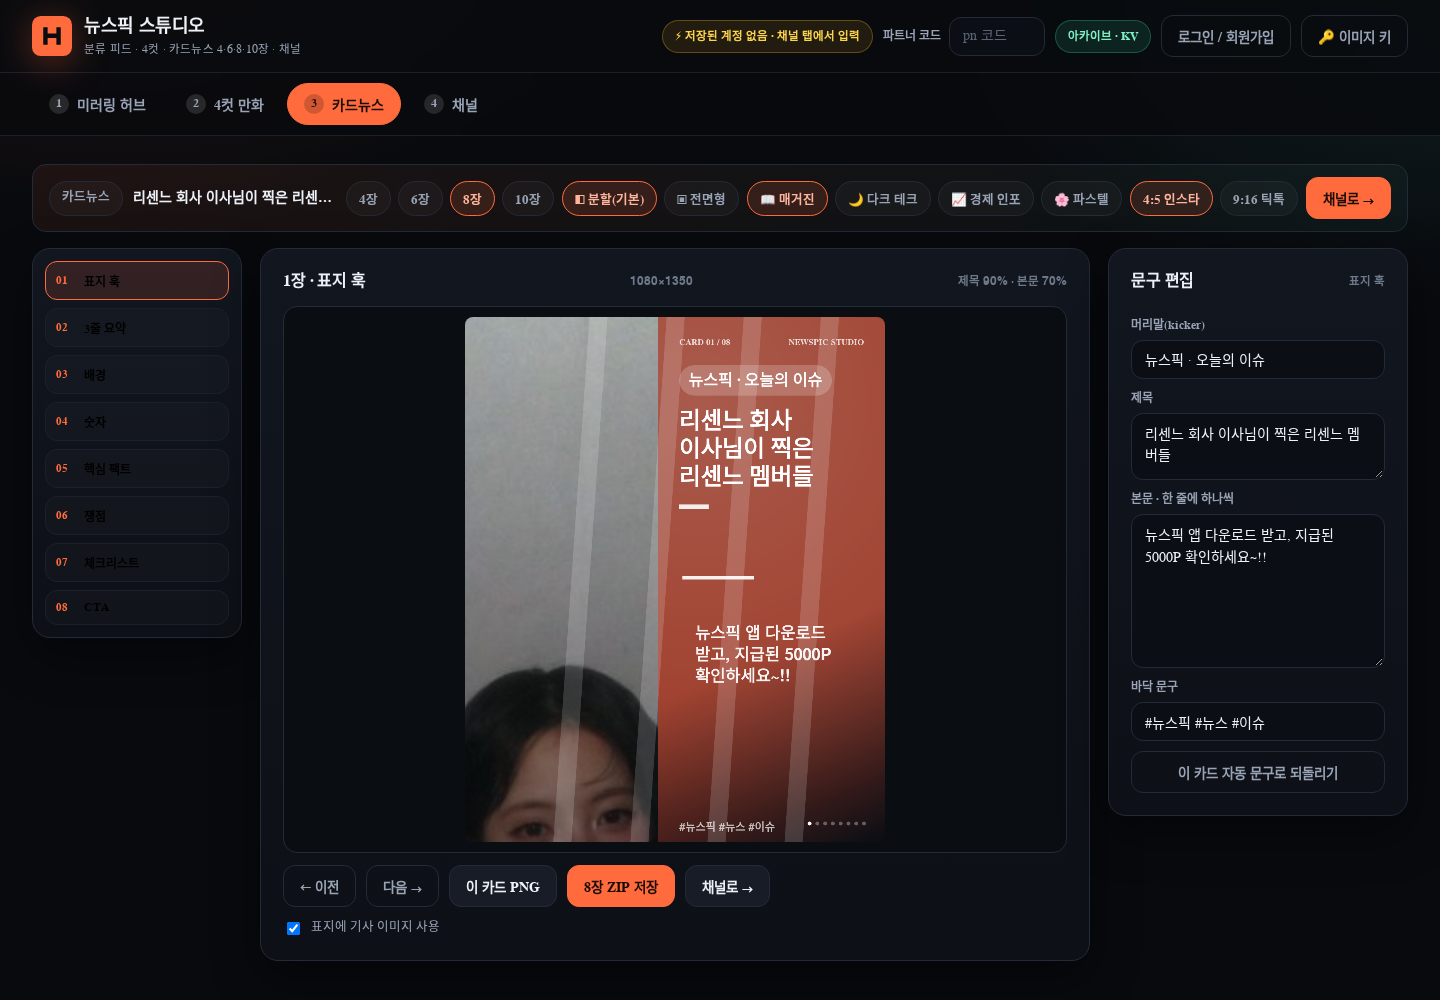 H
뉴스픽 스튜디오
분류 피드 · 4컷 · 카드뉴스 4·6·8·10장 · 채널
⚡ 저장된 계정 없음 · 채널 탭에서 입력
파트너 코드
pn 코드
아카이브 · KV
로그인 / 회원가입
🔑 이미지 키
1 미러링 허브
2 4컷 만화
3 카드뉴스
4 채널
카드뉴스
리센느 회사 이사님이 찍은 리센...
4장
6장
8장
10장
◧ 분할(기본)
▣ 전면형
📖 매거진
🌙 다크 테크
📈 경제 인포
🌸 파스텔
4:5 인스타
9:16 틱톡
채널로 →
01 표지 훅
02 3줄 요약
03 배경
04 숫자
05 핵심 팩트
06 쟁점
07 체크리스트
08 CTA
1장 · 표지 훅
1080×1350
제목 90% · 본문 70%
CARD 01 / 08
NEWSPIC STUDIO
뉴스픽 · 오늘의 이슈
리센느 회사
이사님이 찍은
리센느 멤버들
뉴스픽 앱 다운로드
받고, 지급된 5000P
확인하세요~!!
#뉴스픽 #뉴스 #이슈
← 이전
다음 →
이 카드 PNG
8장 ZIP 저장
채널로 →
표지에 기사 이미지 사용
문구 편집
표지 훅
머리말(kicker)
뉴스픽 · 오늘의 이슈
제목
리센느 회사 이사님이 찍은 리센느 멤
버들
본문 · 한 줄에 하나씩
뉴스픽 앱 다운로드 받고, 지급된
5000P 확인하세요~!!
바닥 문구
#뉴스픽 #뉴스 #이슈
이 카드 자동 문구로 되돌리기